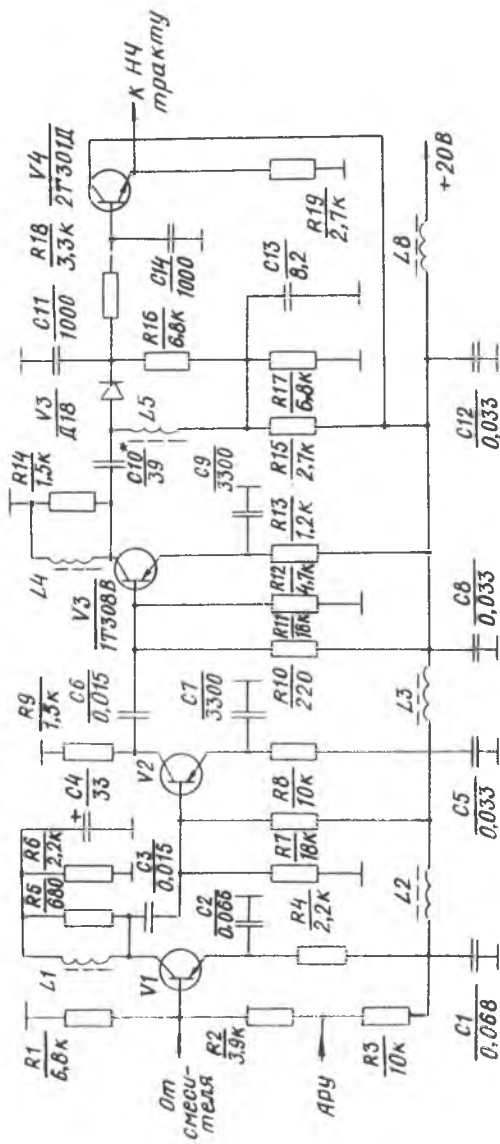 R1
6,8к
От
смеси-
теля
R2
3,9к
АРУ
R3
10к
C1
0,068
L1
V1
R5
680
R6
2,2к
C4
33
+
C3
0,015
C2
0,066
R4
2,2к
L2
R7
18к
R8
10к
C5
0,033
V2
R9
1,3к
C6
0,015
C7
3300
R10
220
L3
R11
18к
R12
4,7к
C8
0,033
V3
1Т308В
L4
R14
1,5к
C10
39
*
C9
3300
R13
1,2к
R15
2,7к
L5
V3
Д18
C11
1000
R16
6,8к
R17
6,8к
C12
0,033
R18
3,3к
C14
1000
C13
8,2
V4
2Т301Д
R19
2,7к
L8
+20В
К НЧ
тракту